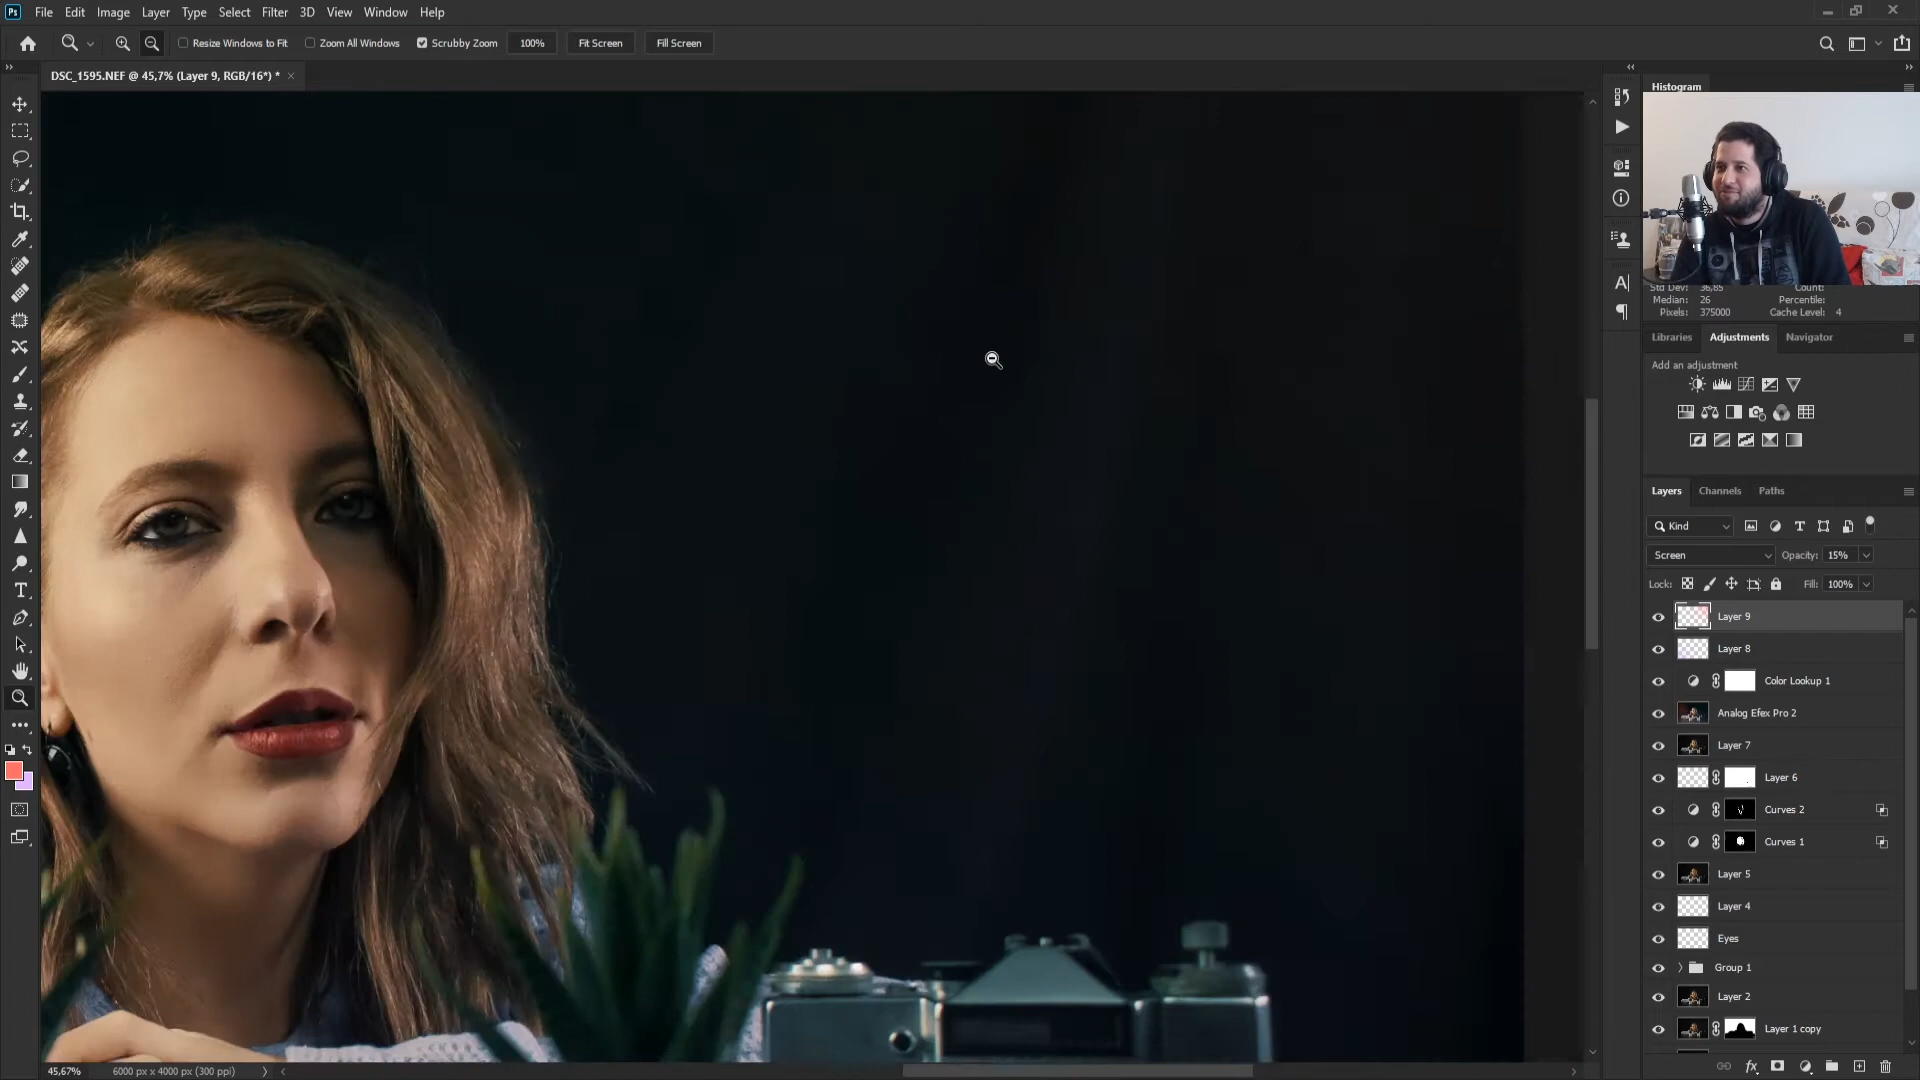 Ps File Edit Image Layer Type Select Filter 3D View Window Help
Resize Windows to Fit Zoom All Windows Scrubby Zoom 100% Fit Screen Fill Screen
DSC_1595.NEF @ 45,7% (Layer 9, RGB/16*) *
Histogram
Std Dev: 36,85 Count:
Median: 26 Percentile:
Pixels: 375000 Cache Level: 4
Libraries Adjustments Navigator
Add an adjustment
Layers Channels Paths
Kind
Screen Opacity: 15%
Lock: Fill: 100%
Layer 9
Layer 8
Color Lookup 1
Analog Efex Pro 2
Layer 7
Layer 6
Curves 2
Curves 1
Layer 5
Layer 4
Eyes
Group 1
Layer 2
Layer 1 copy
45,67% 6000 px x 4000 px (300 ppi)